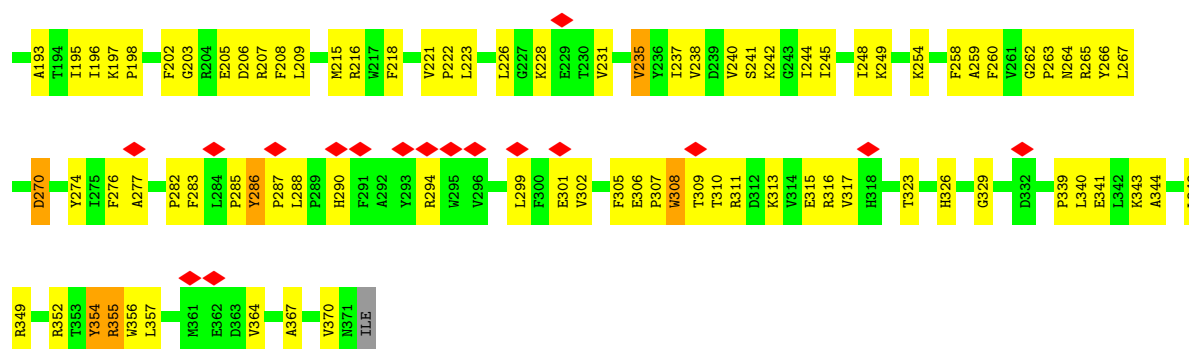 A193 T194 I195 I196 K197 P198 F202 G203 R204 E205 D206 R207 F208 L209 M215 R216 W217 F218 V221 P222 L223 L226 G227 K228 E229 T230 V231 V235 Y236 I237 V238 D239 V240 S241 K242 G243 I244 I245 I248 K249 K254 F258 A259 F260 V261 G262 P263 N264 R265 Y266 L267
D270 Y274 I275 F276 A277 P282 F283 L284 P285 Y286 P287 L288 P289 H290 F291 A292 Y293 R294 W295 V296 L299 F300 E301 V302 F305 E306 P307 W308 T309 T310 R311 D312 K313 V314 E315 R316 V317 H318 T323 H326 G329 D332 P339 L340 E341 L342 K343 A344
R349 R352 T353 Y354 R355 W356 L357 M361 E362 D363 V364 A367 V370 N371 ILE